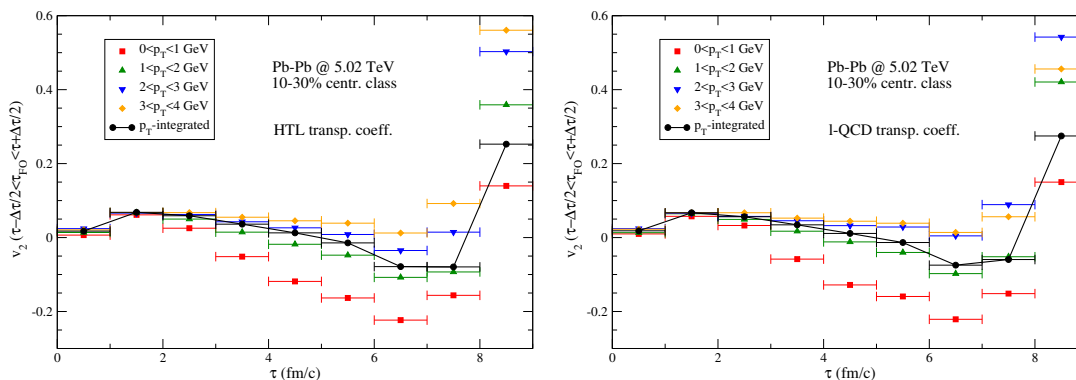 0.6
0.4
0.2
0
-0.2
v₂ (τ−Δτ/2<τ_FO<τ+Δτ/2)
0<p_T<1 GeV
1<p_T<2 GeV
2<p_T<3 GeV
3<p_T<4 GeV
p_T-integrated
Pb-Pb @ 5.02 TeV
10-30% centr. class
HTL transp. coeff.
0 2 4 6 8
τ (fm/c)
0.6
0.4
0.2
0
-0.2
v₂ (τ−Δτ/2<τ_FO<τ+Δτ/2)
0<p_T<1 GeV
1<p_T<2 GeV
2<p_T<3 GeV
3<p_T<4 GeV
p_T-integrated
Pb-Pb @ 5.02 TeV
10-30% centr. class
l-QCD transp. coeff.
0 2 4 6 8
τ (fm/c)